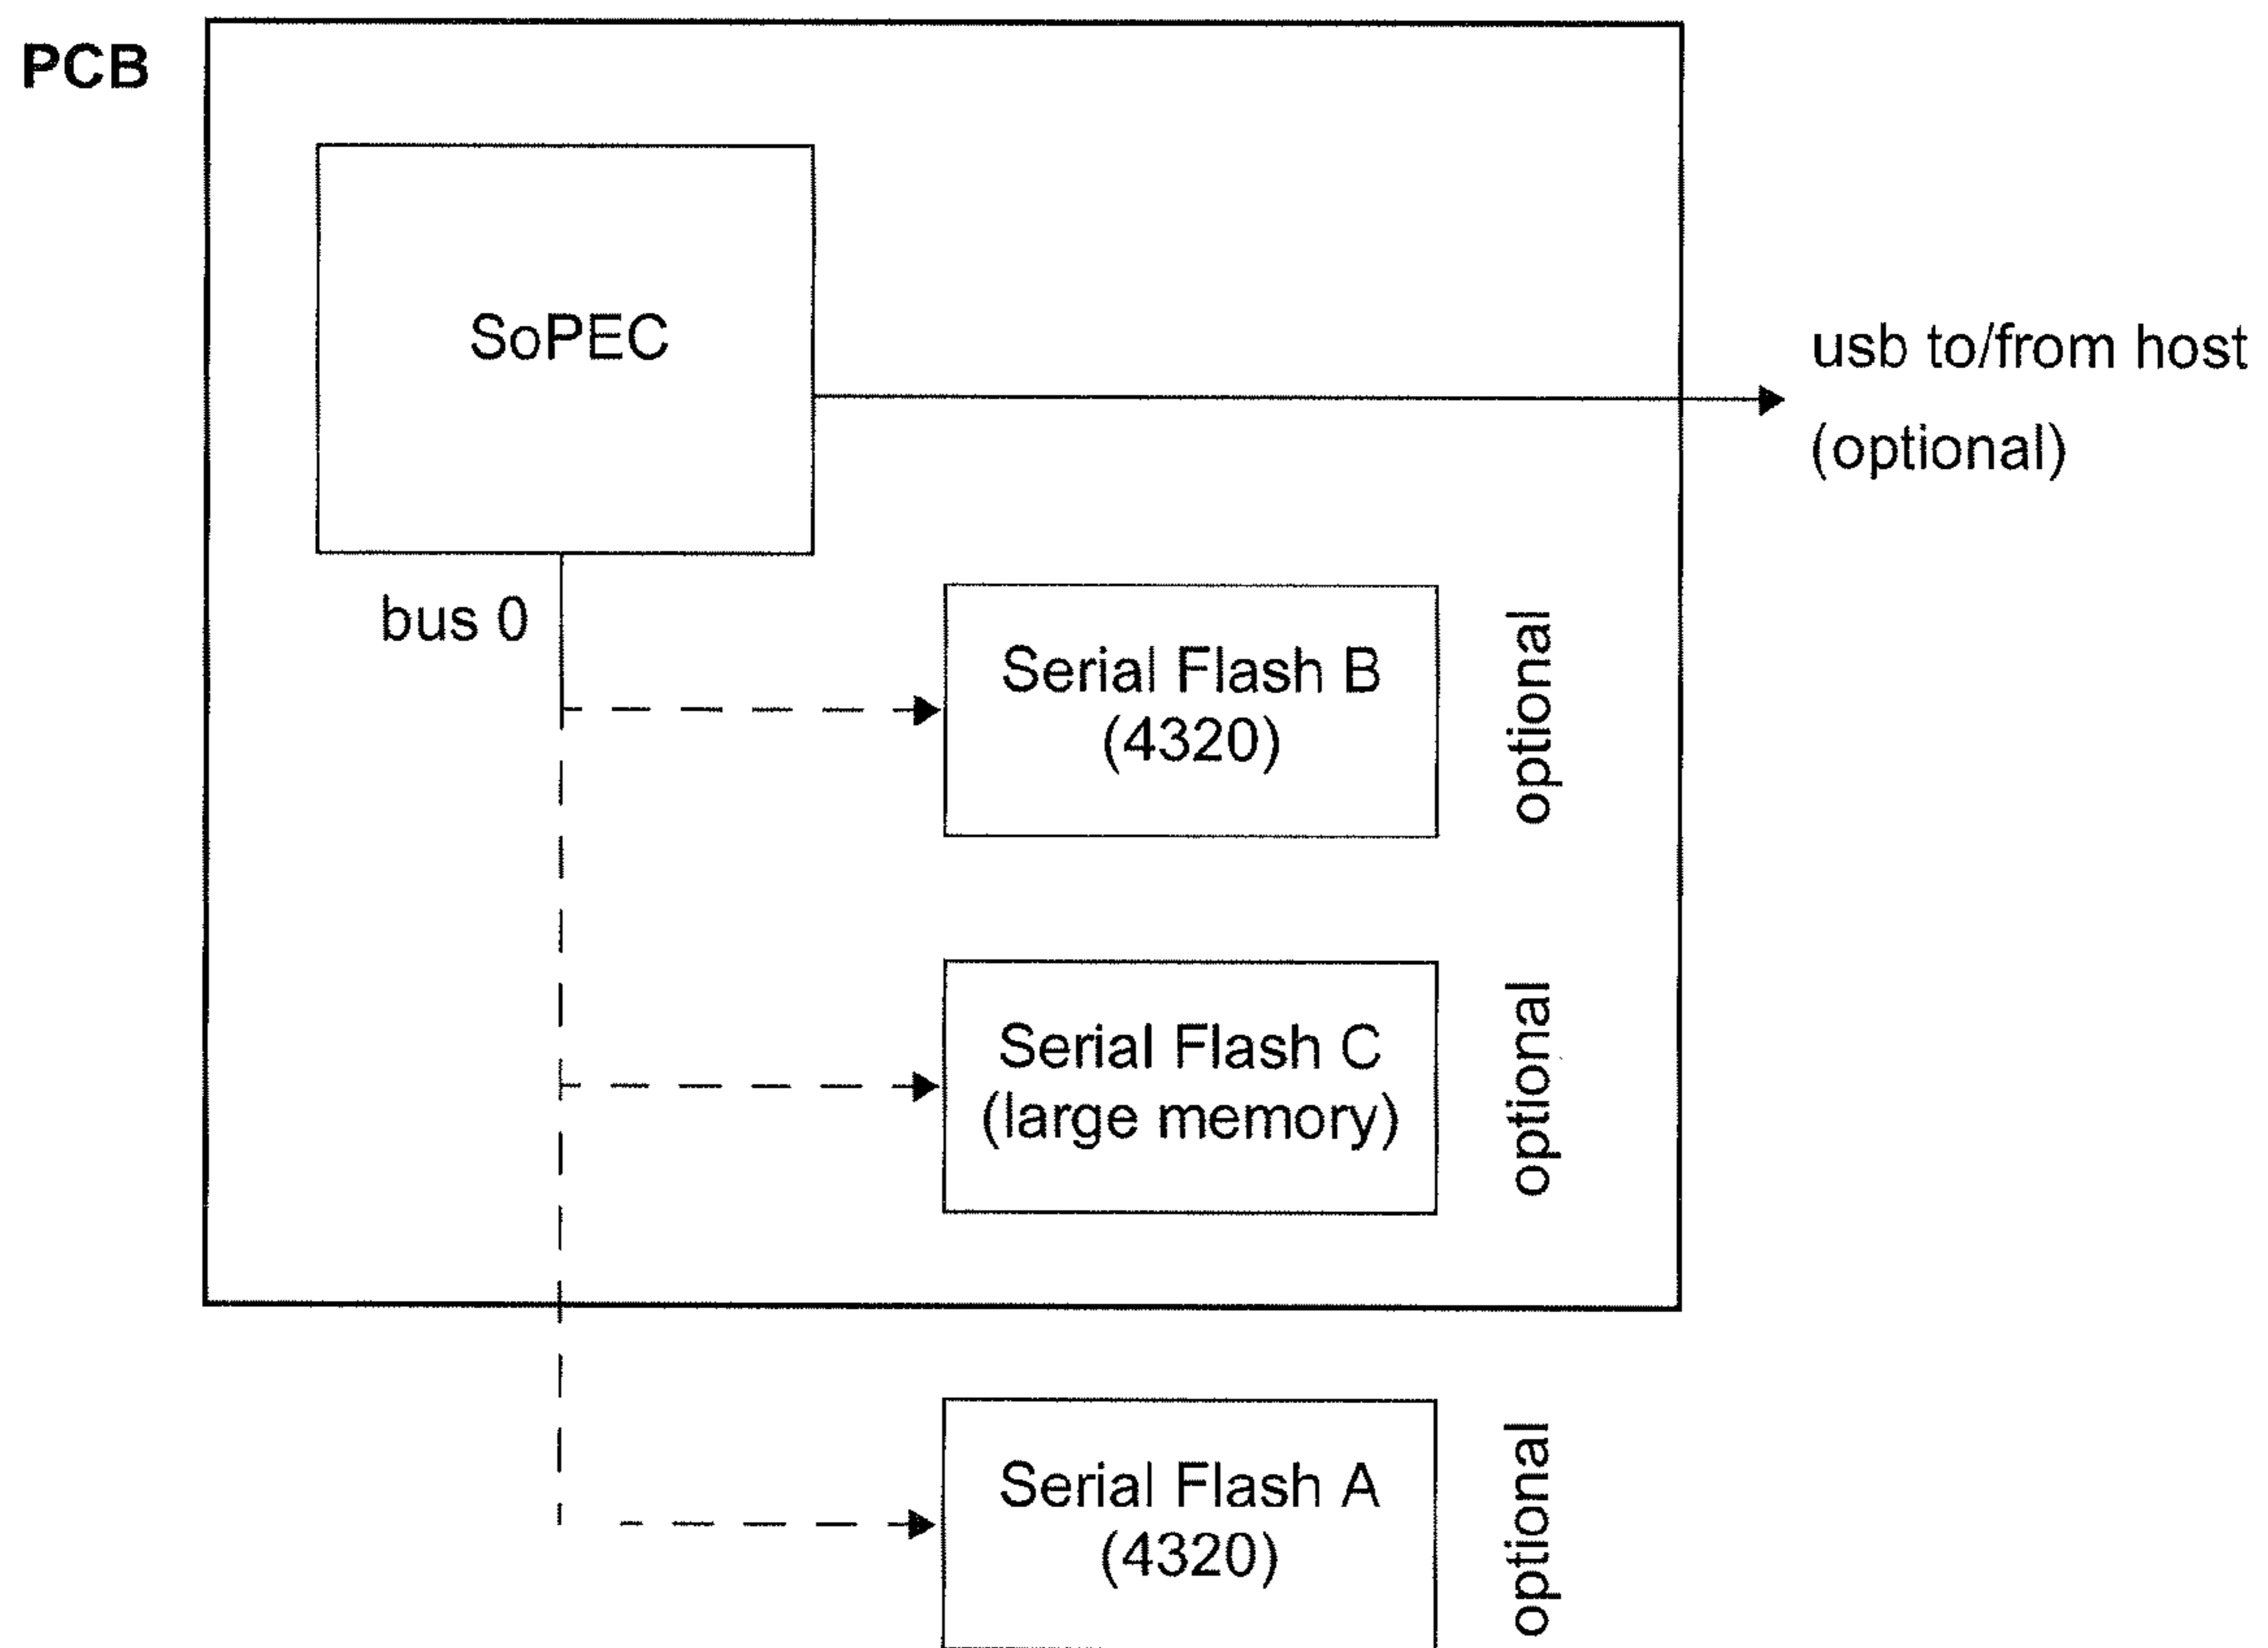 PCB
SoPEC
usb to/from host
(optional)
bus 0
Serial Flash B
(4320)
optional
Serial Flash C
(large memory)
optional
Serial Flash A
(4320)
optional